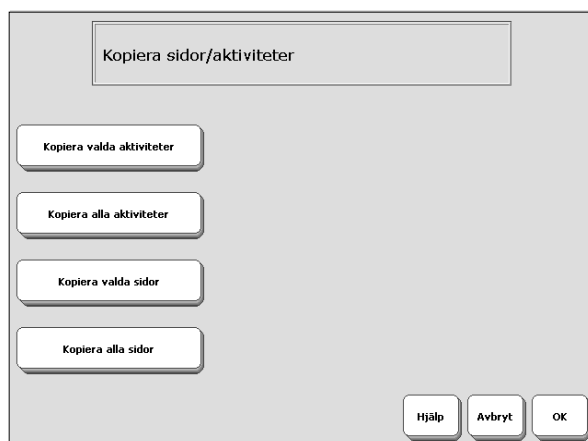 Kopiera sidor/aktiviteter
Kopiera valda aktiviteter
Kopiera alla aktiviteter
Kopiera valda sidor
Kopiera alla sidor
Hjälp
Avbryt
OK